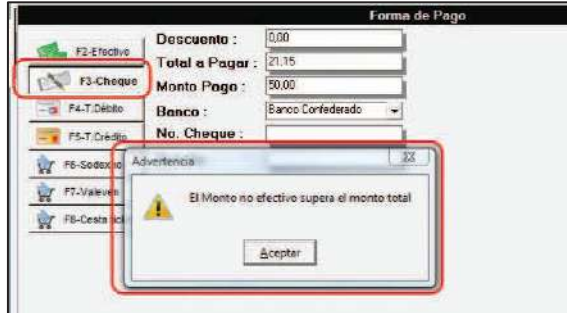 Forma de Pago
F2-Efectivo
Descuento : 0,00
Total a Pagar : 21,15
F3-Cheque
Monto Pago : 50,00
F4-T.Débito
Banco : Banco Confederado
F5-T.Crédito
No. Cheque :
F6-Sodexho
Advertencia
F7-Valeven
El Monto no efectivo supera el monto total
F8-Cesta
Aceptar